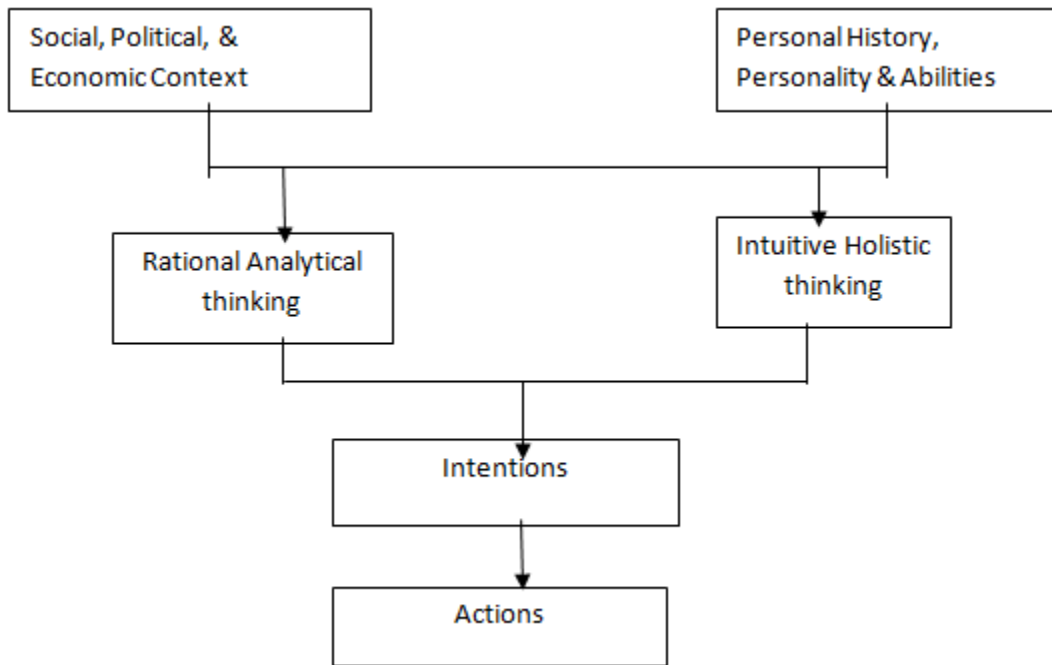 Social, Political, &
Economic Context
Personal History,
Personality & Abilities
Rational Analytical
thinking
Intuitive Holistic
thinking
Intentions
Actions